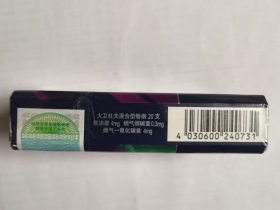 大卫杜夫混合型卷烟 20支
焦油量 4mg 烟气烟碱量0.3mg
烟气一氧化碳量 4mg
4 030600 240731